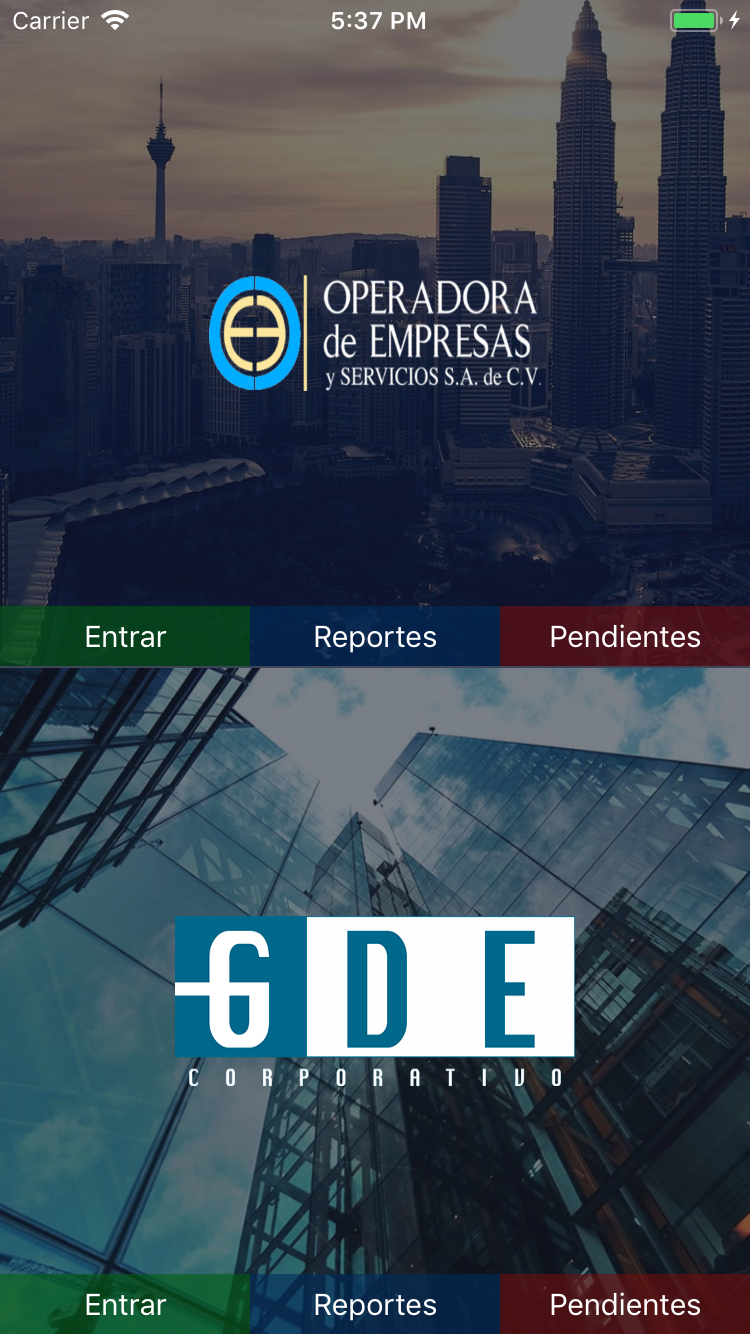 Carrier 5:37 PM
OPERADORA
de EMPRESAS
y SERVICIOS S.A. de C.V.
Entrar Reportes Pendientes
GDE
CORPORATIVO
Entrar Reportes Pendientes